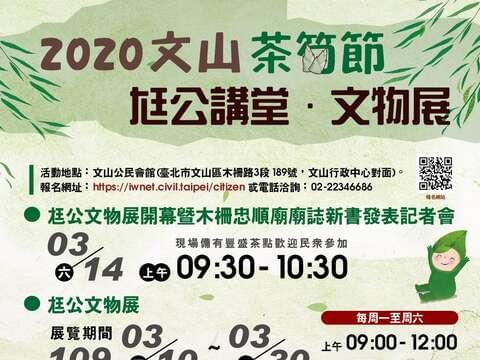 2020文山茶筍節
尪公講堂・文物展
活動地點：文山公民會館(臺北市文山區木柵路3段 189號，文山行政中心對面)。
報名網址：https://iwnet.civil.taipei/citizen 或電話洽詢：02-22346686
報名網站
● 尪公文物展開幕暨木柵忠順廟廟誌新書發表記者會
現場備有豐盛茶點歡迎民衆參加
03/14 六 上午 09:30-10:30
● 尪公文物展
每周一至周六
展覽期間 03/10 ~ 03/30
上午 09:00-12:00
109